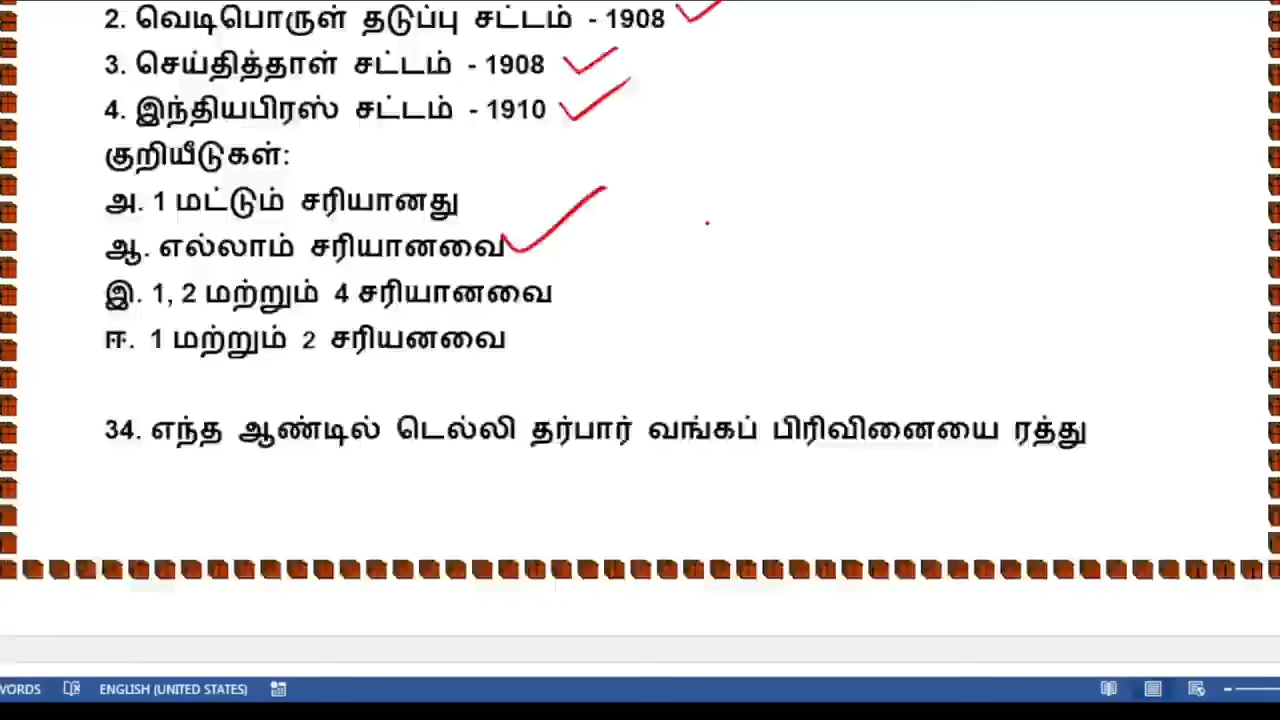 2. வெடிபொருள் தடுப்பு சட்டம் - 1908
3. செய்தித்தாள் சட்டம் - 1908
4. இந்தியபிரஸ் சட்டம் - 1910
குறியீடுகள்:
அ. 1 மட்டும் சரியானது
ஆ. எல்லாம் சரியானவை
இ. 1, 2 மற்றும் 4 சரியானவை
ஈ. 1 மற்றும் 2 சரியனவை
34. எந்த ஆண்டில் டெல்லி தர்பார் வங்கப் பிரிவினையை ரத்து
WORDS ENGLISH (UNITED STATES)